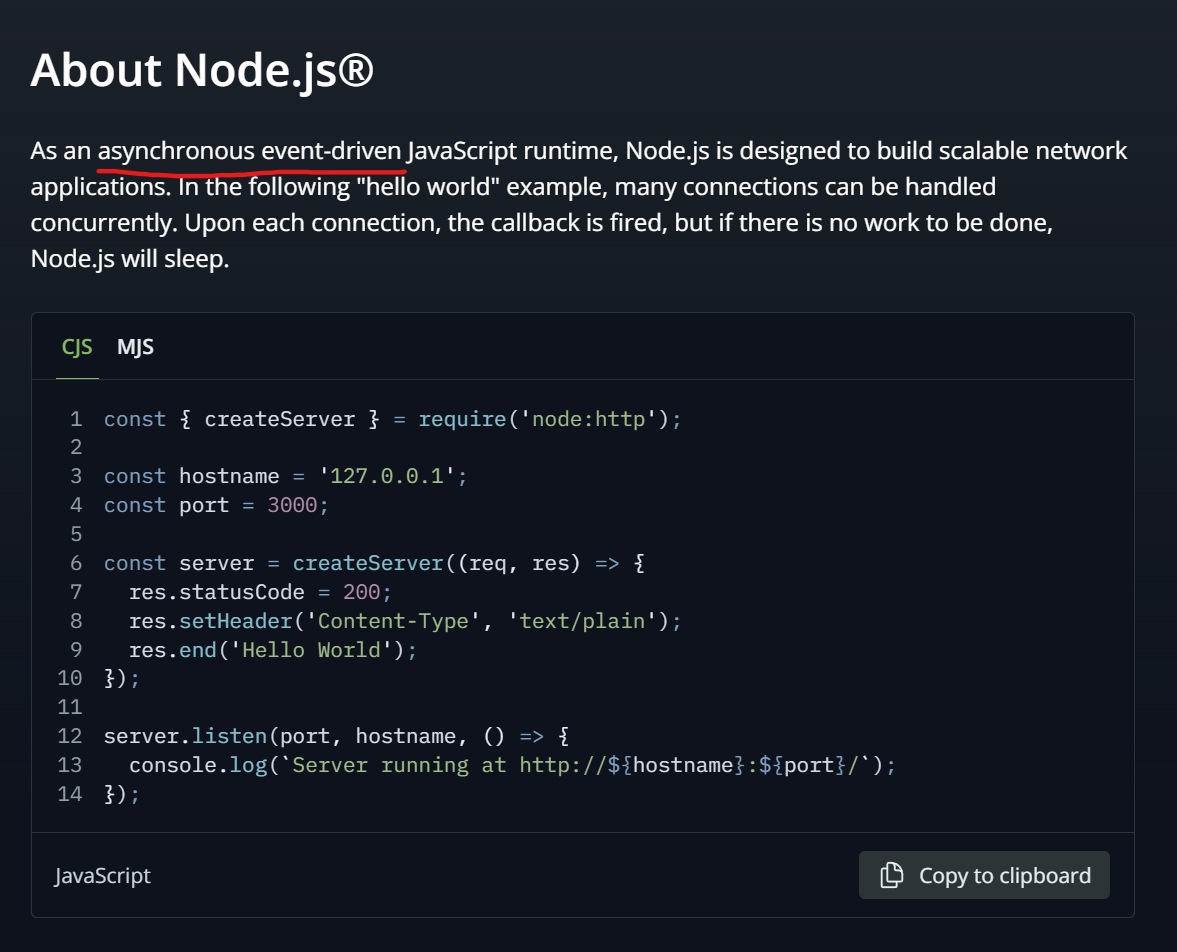 About Node.js®
As an asynchronous event-driven JavaScript runtime, Node.js is designed to build scalable network
applications. In the following "hello world" example, many connections can be handled
concurrently. Upon each connection, the callback is fired, but if there is no work to be done,
Node.js will sleep.
CJS MJS
1 const { createServer } = require('node:http');
2
3 const hostname = '127.0.0.1';
4 const port = 3000;
5
6 const server = createServer((req, res) => {
7   res.statusCode = 200;
8   res.setHeader('Content-Type', 'text/plain');
9   res.end('Hello World');
10 });
11
12 server.listen(port, hostname, () => {
13   console.log(`Server running at http://${hostname}:${port}/`);
14 });
JavaScript
Copy to clipboard